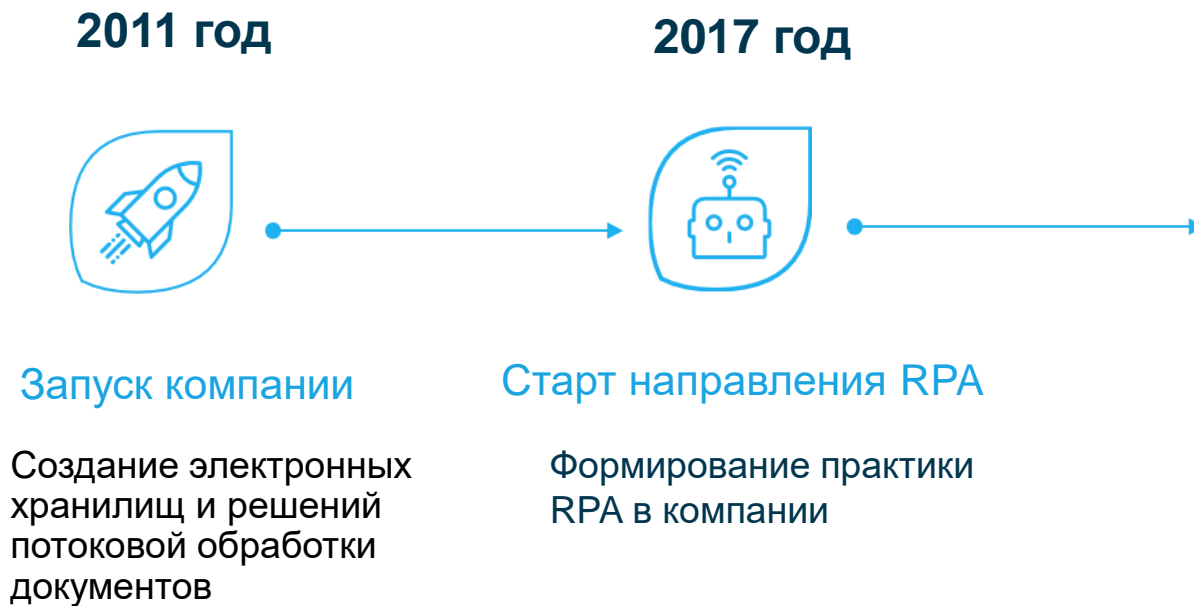 2011 год
2017 год
Запуск компании
Старт направления RPA
Создание электронных
хранилищ и решений
потоковой обработки
документов
Формирование практики
RPA в компании